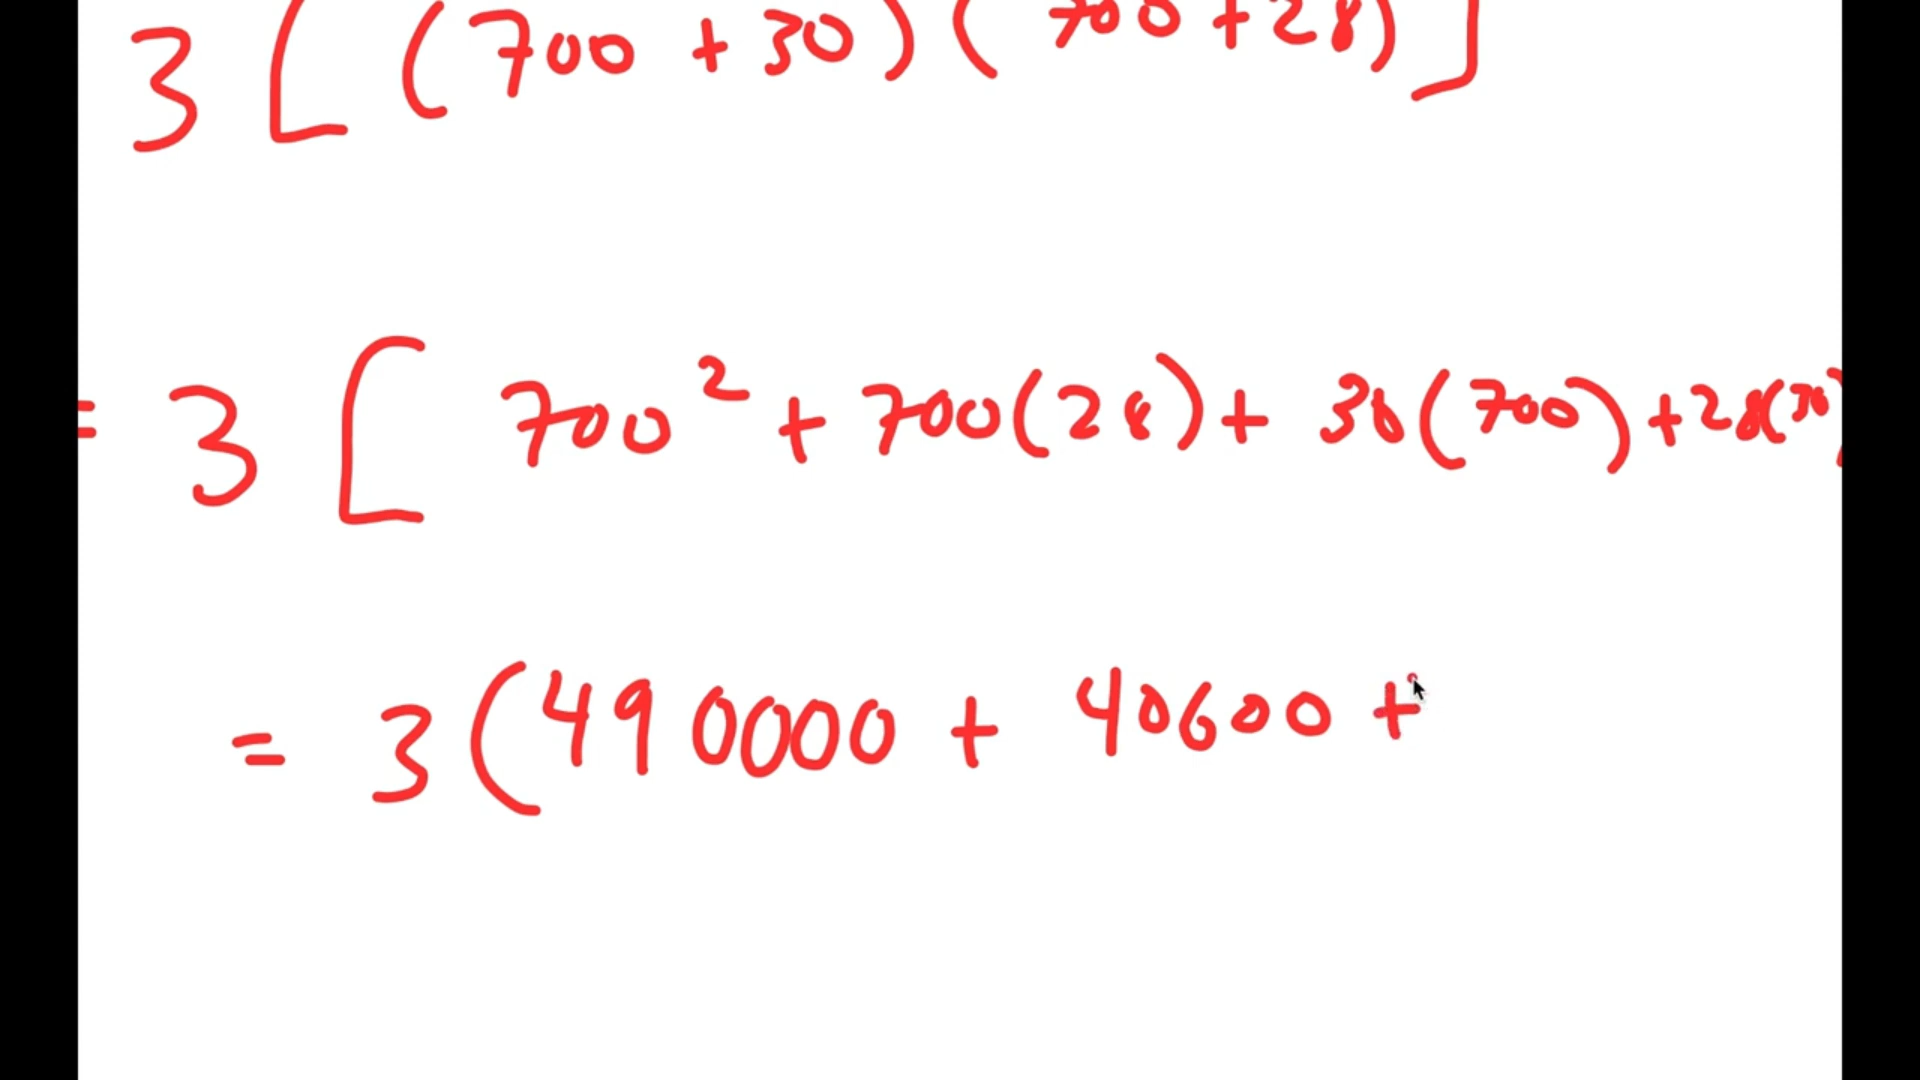 3 [ (700 + 30) (700 + 28) ]
= 3 [ 700² + 700(28) + 30(700) + 28(30)
= 3 (490000 + 40600 +